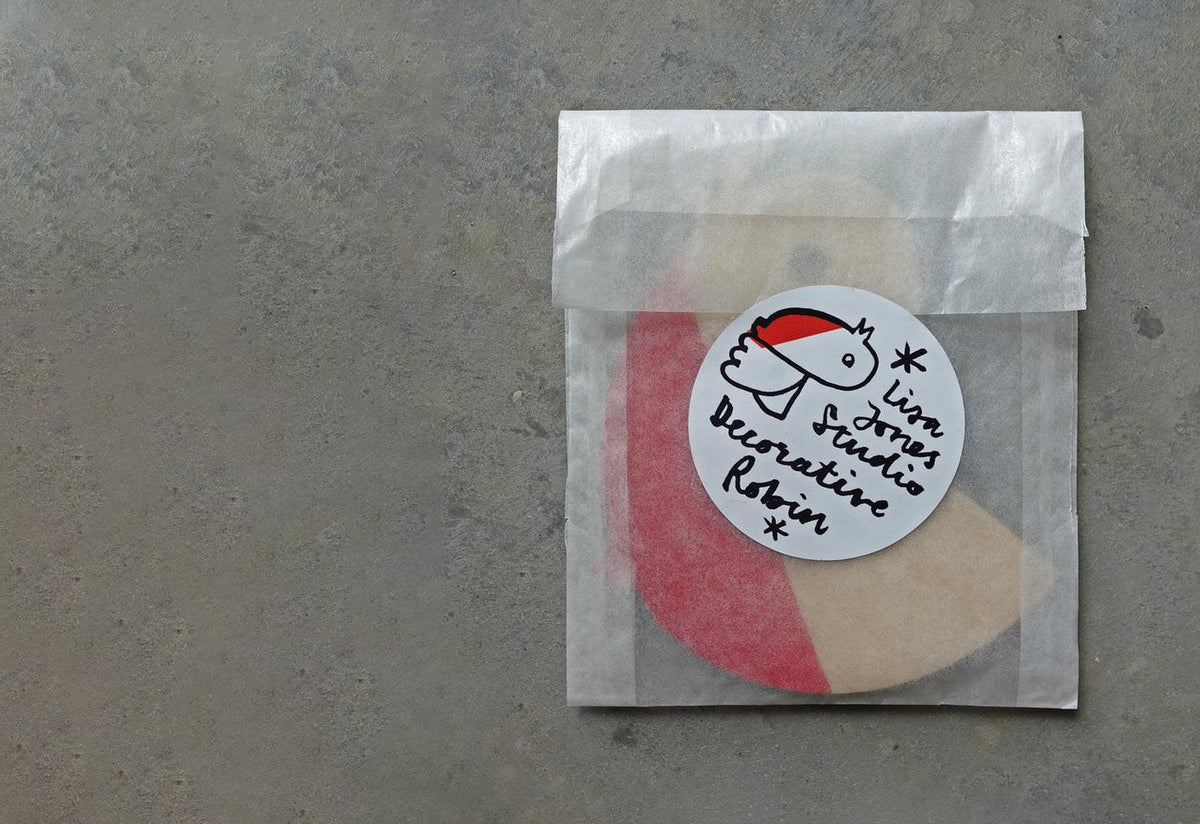 * Lisa
Jones
Studio
Decorative
Robin
*